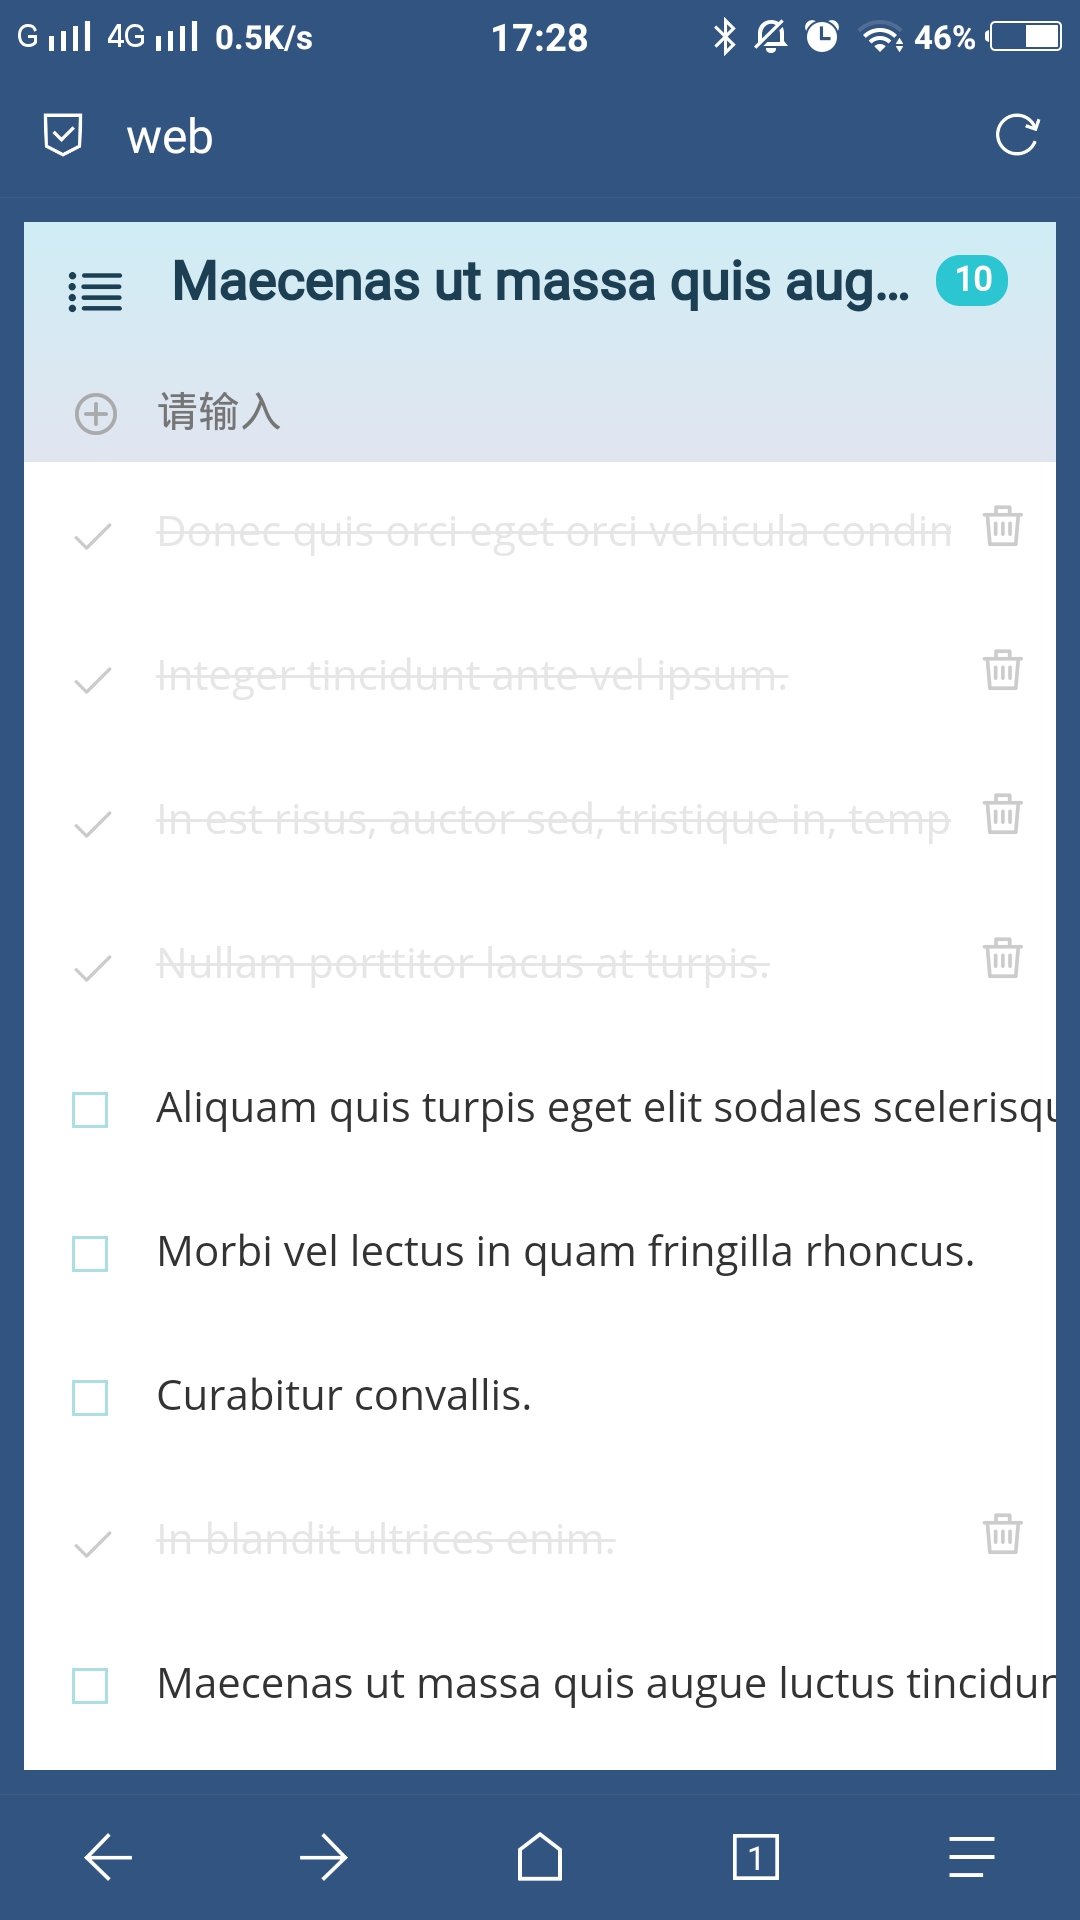 G 4G 0.5K/s 17:28 46%
web
Maecenas ut massa quis aug... 10
请输入
Donec quis orci eget orci vehicula condin
Integer tincidunt ante vel ipsum.
In est risus, auctor sed, tristique in, temp
Nullam porttitor lacus at turpis.
Aliquam quis turpis eget elit sodales scelerisqu
Morbi vel lectus in quam fringilla rhoncus.
Curabitur convallis.
In blandit ultrices enim.
Maecenas ut massa quis augue luctus tincidun
1